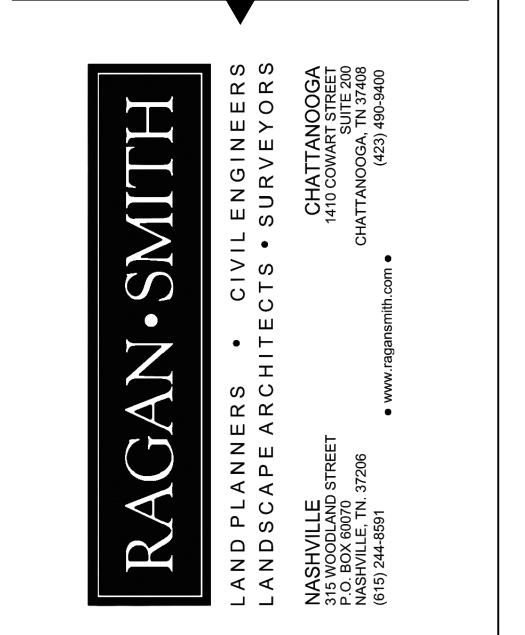 RAGAN • SMITH
LAND PLANNERS • CIVIL ENGINEERS
LANDSCAPE ARCHITECTS • SURVEYORS
NASHVILLE
315 WOODLAND STREET
P.O. BOX 60070
NASHVILLE, TN. 37206
(615) 244-8591
CHATTANOOGA
1410 COWART STREET
SUITE 200
CHATTANOOGA, TN 37408
(423) 490-9400
• www.ragansmith.com •